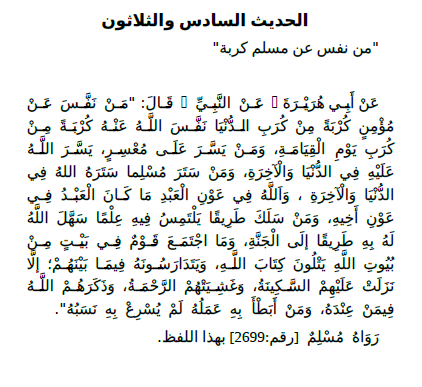 الحديث السادس والثلاثون
"من نفس عن مسلم كربة"
عَنْ أَبِي هُرَيْرَةَ عَنْ النَّبِيِّ قَالَ: "مَنْ نَفَّسَ عَنْ
مُؤْمِنٍ كُرْبَةً مِنْ كُرَبِ الدُّنْيَا نَفَّسَ اللَّهُ عَنْهُ كُرْبَةً مِنْ
كُرَبِ يَوْمِ الْقِيَامَةِ، وَمَنْ يَسَّرَ عَلَى مُعْسِرٍ، يَسَّرَ اللَّهُ
عَلَيْهِ فِي الدُّنْيَا وَالْآخِرَةِ، وَمَنْ سَتَرَ مُسْلِما سَتَرَهُ اللهُ فِي
الدُّنْيَا وَالْآخِرَةِ ، وَاَللَّهُ فِي عَوْنِ الْعَبْدِ مَا كَانَ الْعَبْدُ فِي
عَوْنِ أَخِيهِ، وَمَنْ سَلَكَ طَرِيقًا يَلْتَمِسُ فِيهِ عِلْمًا سَهَّلَ اللَّهُ
لَهُ بِهِ طَرِيقًا إلَى الْجَنَّةِ، وَمَا اجْتَمَعَ قَوْمٌ فِي بَيْتٍ مِنْ
بُيُوتِ اللَّهِ يَتْلُونَ كِتَابَ اللَّهِ، وَيَتَدَارَسُونَهُ فِيمَا بَيْنَهُمْ؛ إلَّا
نَزَلَتْ عَلَيْهِمْ السَّكِينَةُ، وَغَشِيَتْهُمْ الرَّحْمَةُ، وَذَكَرَهُمْ اللَّهُ
فِيمَنْ عِنْدَهُ، وَمَنْ أَبَطْأَ بِهِ عَمَلُهُ لَمْ يُسْرِعْ بِهِ نَسَبُهُ".
رَوَاهُ مُسْلِمٌ [رقم:2699] بهذا اللفظ.